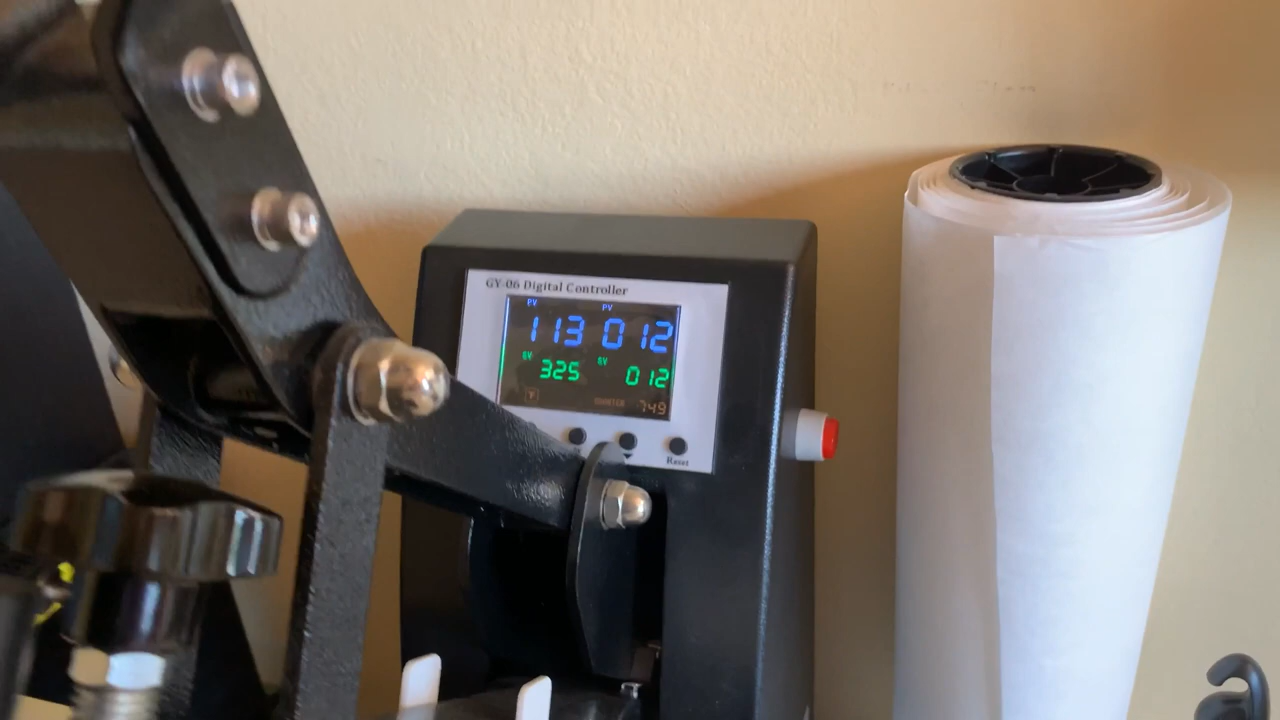 GY-06 Digital Controller
PV PV
113 012
SV SV
325 012
F COUNTER 749
Reset